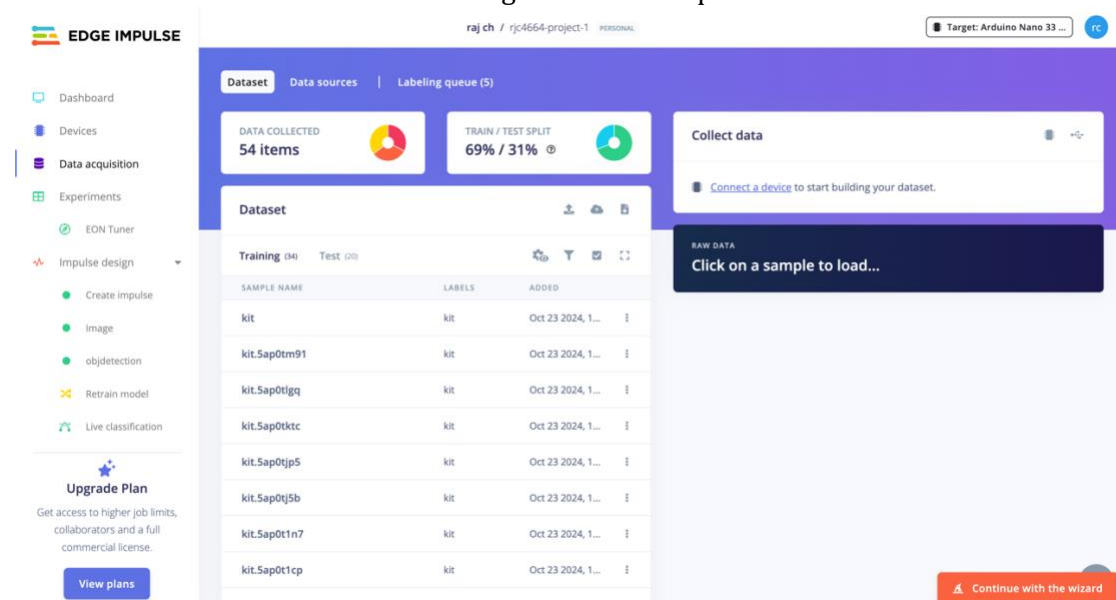 EDGE IMPULSE
raj ch / rjc4664-project-1 PERSONAL
Target: Arduino Nano 33 ...
rc
Dashboard
Devices
Data acquisition
Experiments
EON Tuner
Impulse design
Create impulse
Image
objdetection
Retrain model
Live classification
Upgrade Plan
Get access to higher job limits,
collaborators and a full
commercial license.
View plans
Dataset Data sources | Labeling queue (5)
DATA COLLECTED
54 items
TRAIN / TEST SPLIT
69% / 31%
Dataset
Training (34) Test (20)
SAMPLE NAME LABELS ADDED
kit kit Oct 23 2024, 1...
kit.5ap0tm91 kit Oct 23 2024, 1...
kit.5ap0tlgq kit Oct 23 2024, 1...
kit.5ap0tktc kit Oct 23 2024, 1...
kit.5ap0tjp5 kit Oct 23 2024, 1...
kit.5ap0tj5b kit Oct 23 2024, 1...
kit.5ap0t1n7 kit Oct 23 2024, 1...
kit.5ap0t1cp kit Oct 23 2024, 1...
Collect data
Connect a device to start building your dataset.
RAW DATA
Click on a sample to load...
Continue with the wizard